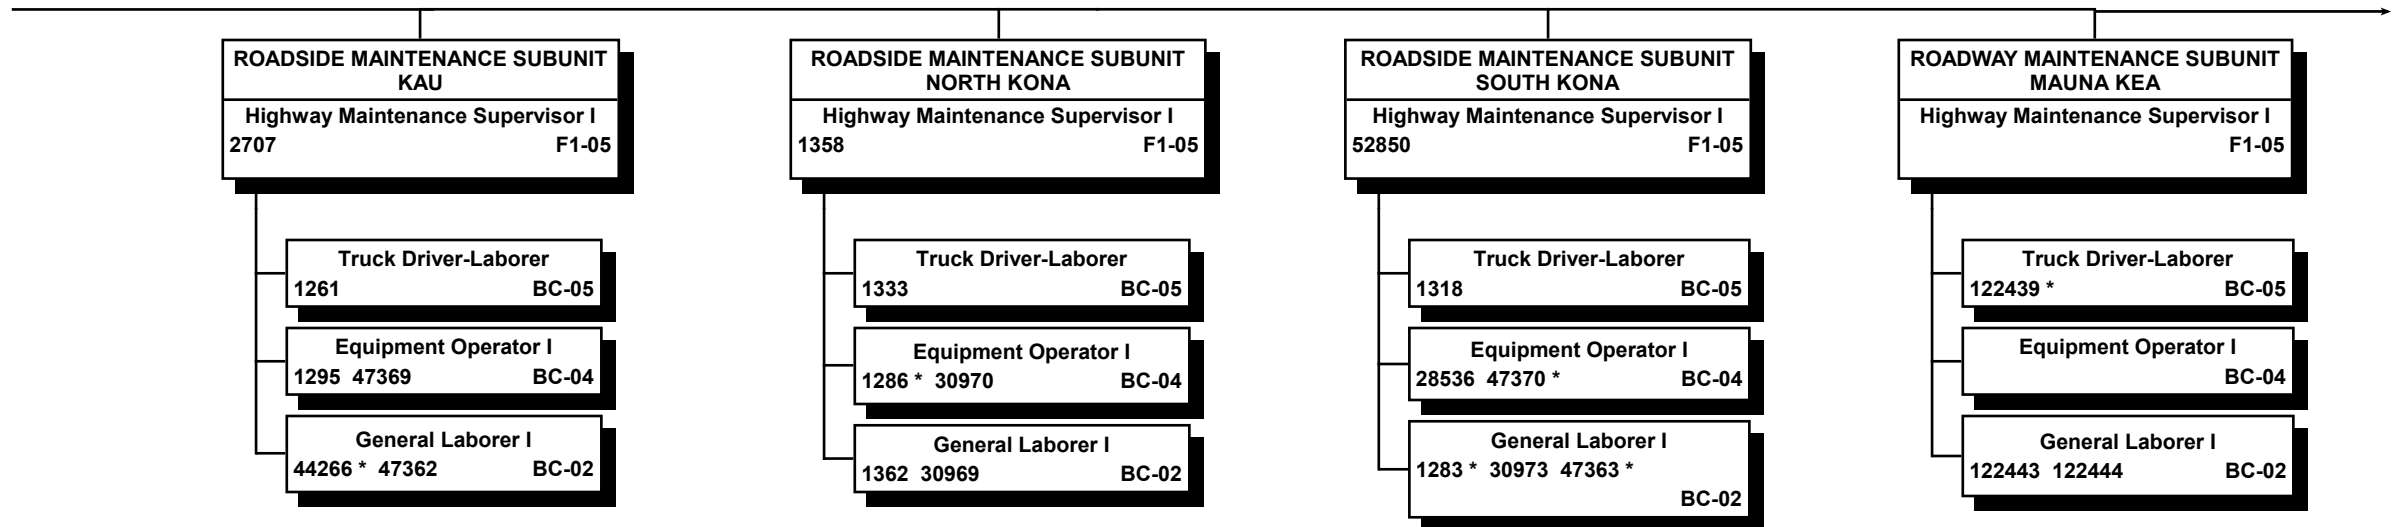 ROADSIDE MAINTENANCE SUBUNIT
KAU
Highway Maintenance Supervisor I
2707 F1-05
Truck Driver-Laborer
1261 BC-05
Equipment Operator I
1295 47369 BC-04
General Laborer I
44266 * 47362 BC-02
ROADSIDE MAINTENANCE SUBUNIT
NORTH KONA
Highway Maintenance Supervisor I
1358 F1-05
Truck Driver-Laborer
1333 BC-05
Equipment Operator I
1286 * 30970 BC-04
General Laborer I
1362 30969 BC-02
ROADSIDE MAINTENANCE SUBUNIT
SOUTH KONA
Highway Maintenance Supervisor I
52850 F1-05
Truck Driver-Laborer
1318 BC-05
Equipment Operator I
28536 47370 * BC-04
General Laborer I
1283 * 30973 47363 *
BC-02
ROADWAY MAINTENANCE SUBUNIT
MAUNA KEA
Highway Maintenance Supervisor I
F1-05
Truck Driver-Laborer
122439 * BC-05
Equipment Operator I
BC-04
General Laborer I
122443 122444 BC-02